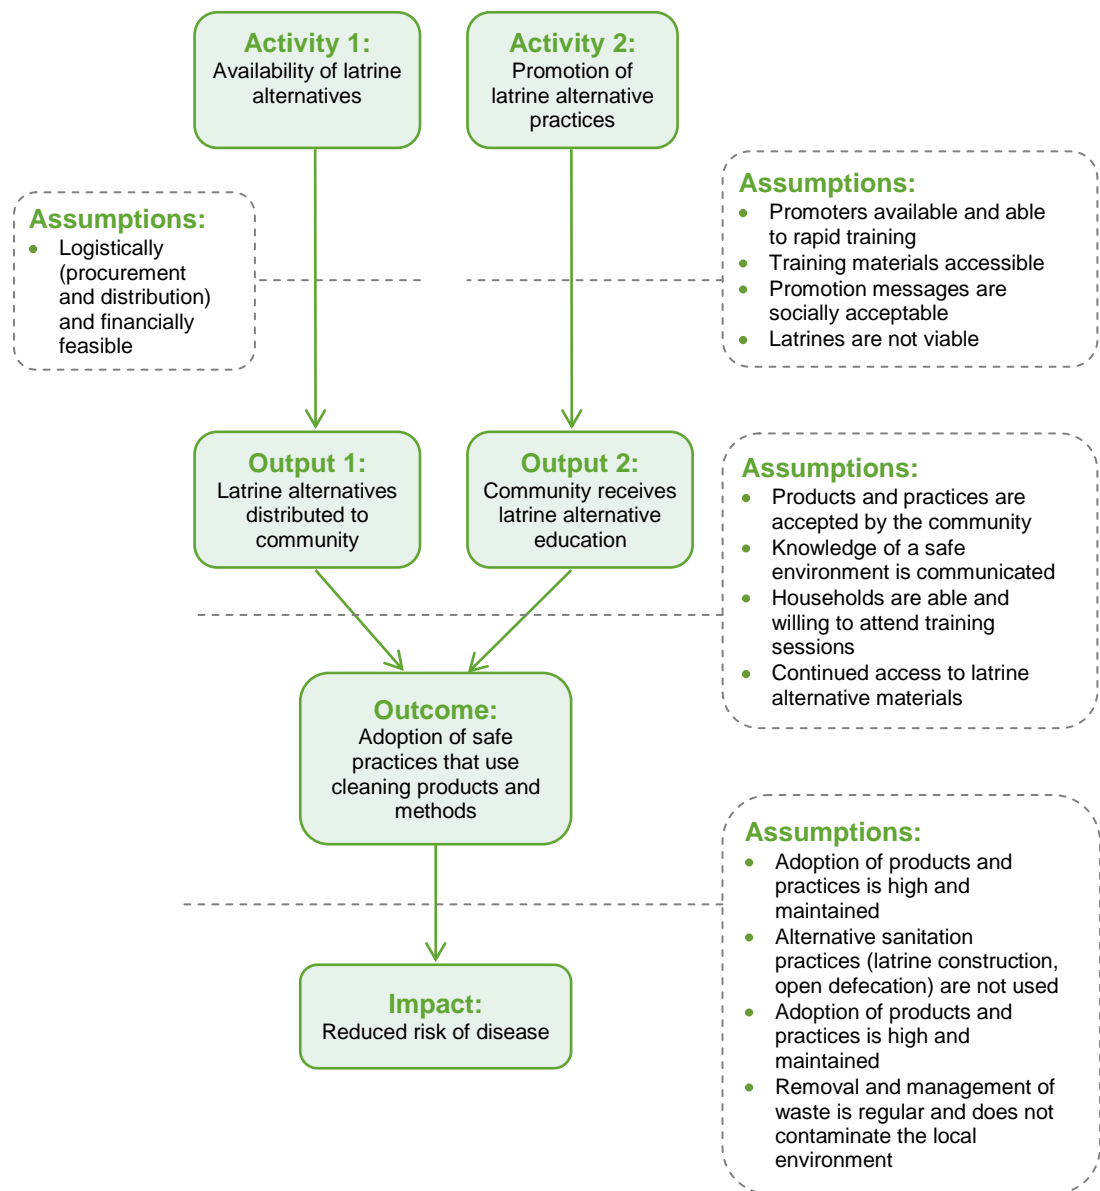 Activity 1:
Availability of latrine
alternatives
Activity 2:
Promotion of
latrine alternative
practices
Assumptions:
• Logistically
(procurement
and distribution)
and financially
feasible
Assumptions:
• Promoters available and able
to rapid training
• Training materials accessible
• Promotion messages are
socially acceptable
• Latrines are not viable
Output 1:
Latrine alternatives
distributed to
community
Output 2:
Community receives
latrine alternative
education
Assumptions:
• Products and practices are
accepted by the community
• Knowledge of a safe
environment is communicated
• Households are able and
willing to attend training
sessions
• Continued access to latrine
alternative materials
Outcome:
Adoption of safe
practices that use
cleaning products and
methods
Assumptions:
• Adoption of products and
practices is high and
maintained
• Alternative sanitation
practices (latrine construction,
open defecation) are not used
• Adoption of products and
practices is high and
maintained
• Removal and management of
waste is regular and does not
contaminate the local
environment
Impact:
Reduced risk of disease